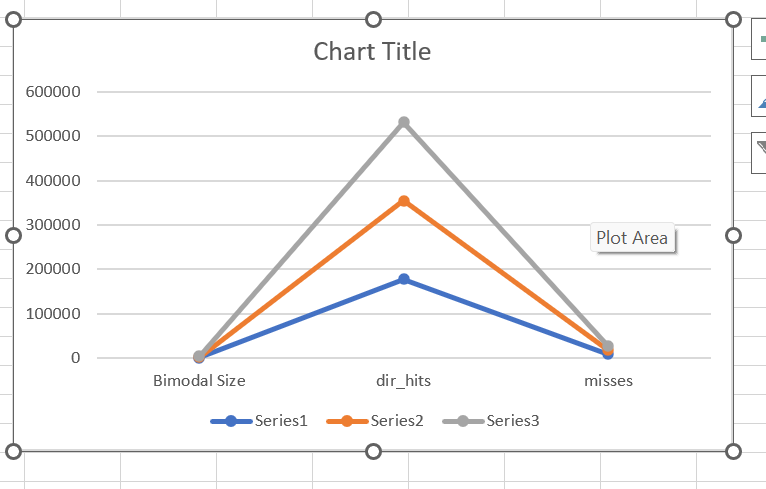 Chart Title
600000
500000
400000
300000
Plot Area
200000
100000
0
Bimodal Size dir_hits misses
Series1 Series2 Series3